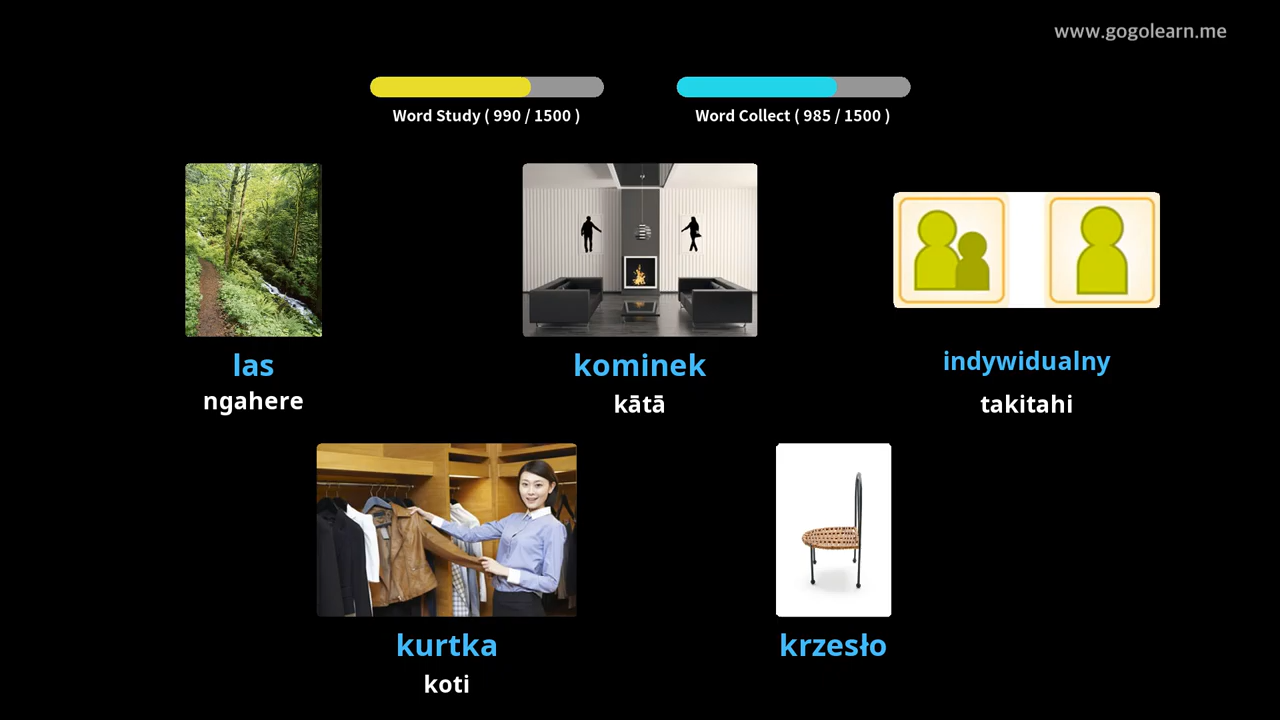 www.gogolearn.me
Word Study ( 990 / 1500 )
Word Collect ( 985 / 1500 )
las
ngahere
kominek
kātā
indywidualny
takitahi
kurtka
koti
krzesło